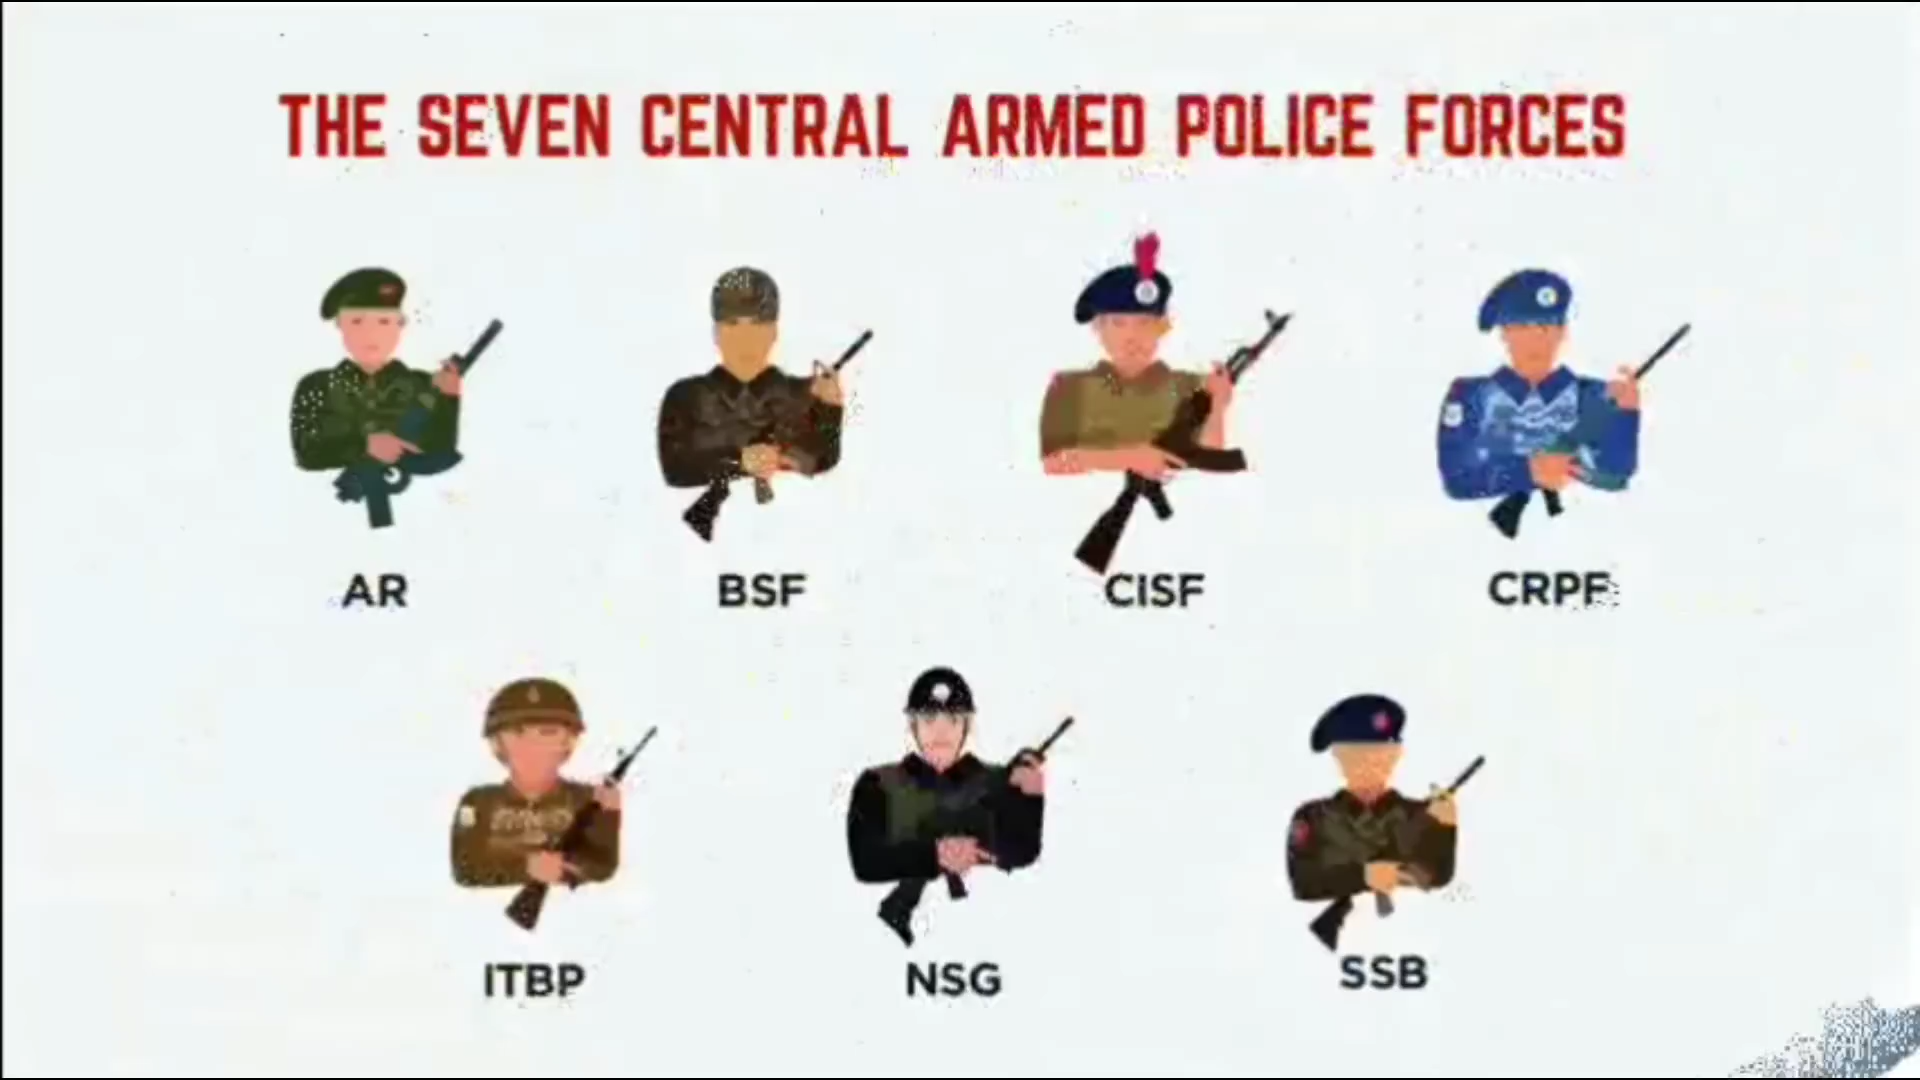 THE SEVEN CENTRAL ARMED POLICE FORCES
AR
BSF
CISF
CRPF
ITBP
NSG
SSB